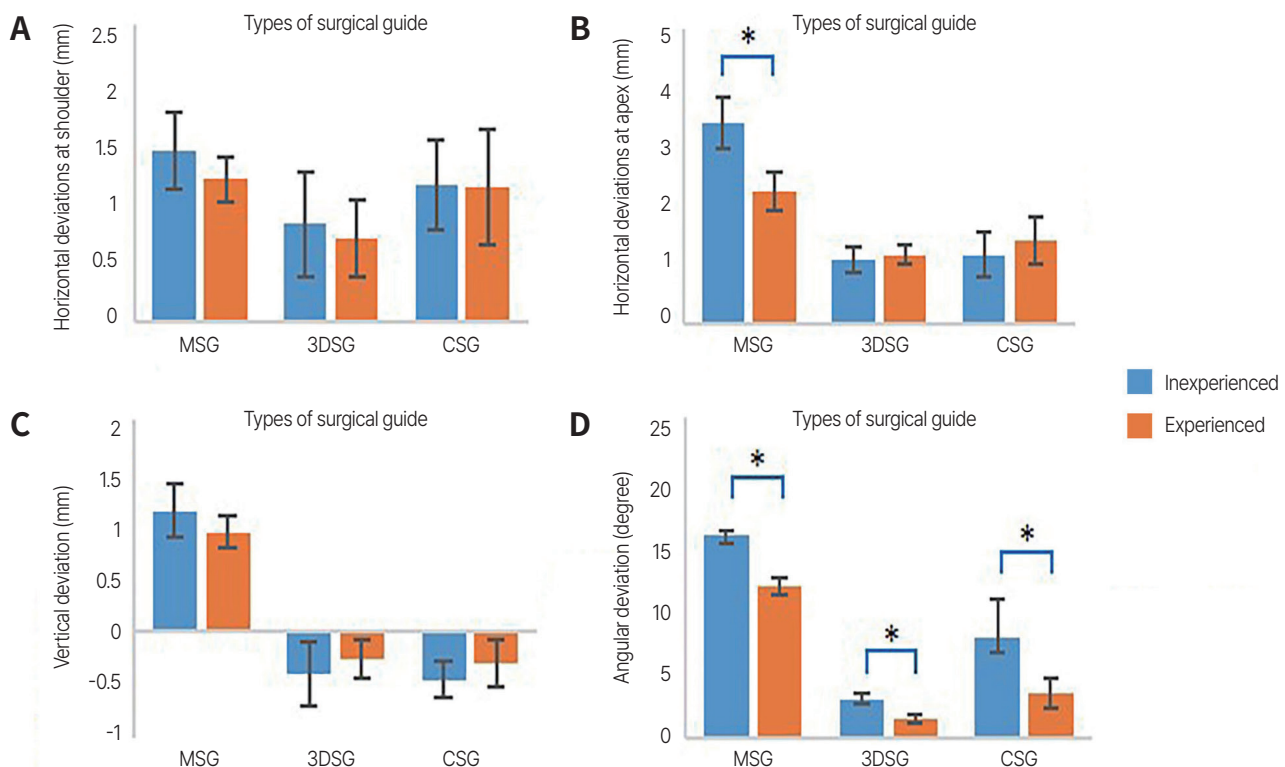 A
Types of surgical guide
Horizontal deviations at shoulder (mm)
2.5
2
1.5
1
0.5
0
MSG 3DSG CSG
B
Types of surgical guide
Horizontal deviations at apex (mm)
5
4
3
2
1
0
*
MSG 3DSG CSG
Inexperienced
Experienced
C
Types of surgical guide
Vertical deviation (mm)
2
1.5
1
0.5
0
-0.5
-1
MSG 3DSG CSG
D
Types of surgical guide
Angular deviation (degree)
25
20
15
10
5
0
*
*
*
MSG 3DSG CSG